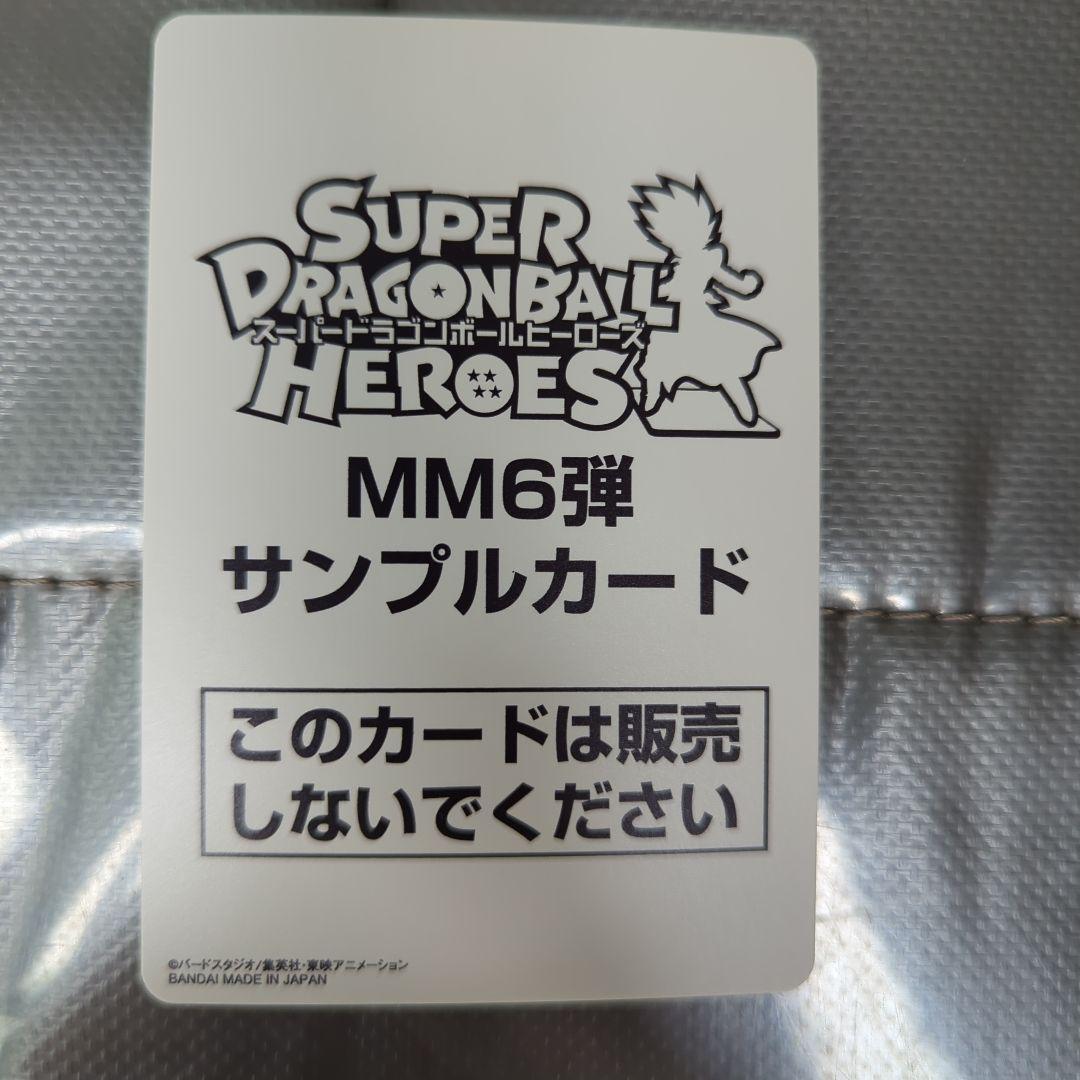 SUPER
DRAGONBALL
スーパードラゴンボールヒーローズ
HEROES
MM6弾
サンプルカード
このカードは販売
しないでください
©バードスタジオ/集英社・東映アニメーション
BANDAI MADE IN JAPAN